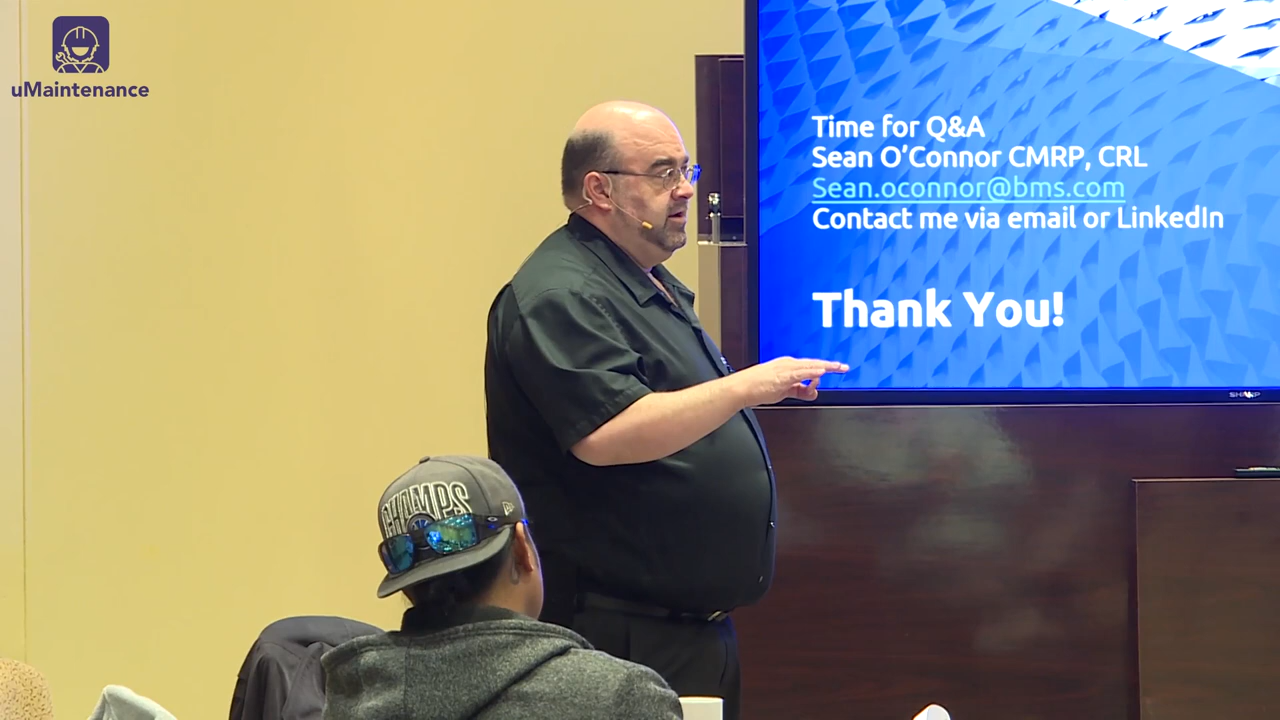 uMaintenance
Time for Q&A
Sean O'Connor CMRP, CRL
Sean.oconnor@bms.com
Contact me via email or LinkedIn
Thank You!
SHARP
CHAMPS